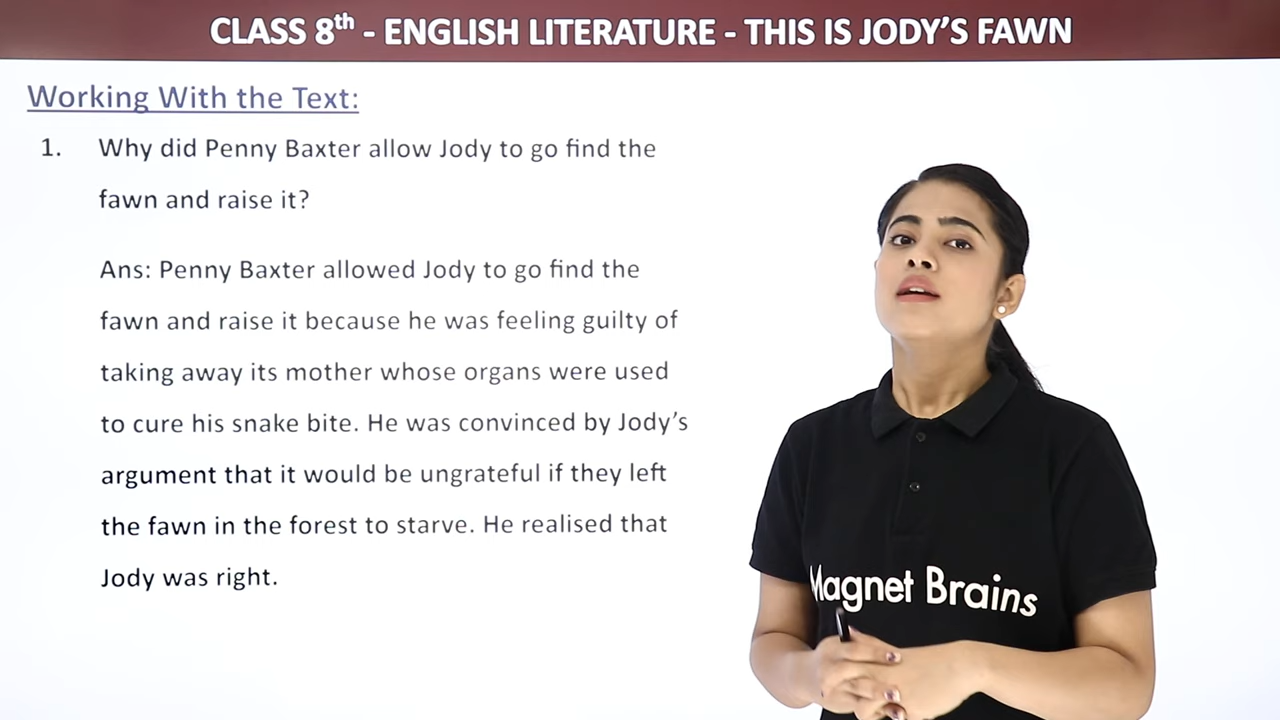 CLASS 8th - ENGLISH LITERATURE - THIS IS JODY'S FAWN
Working With the Text:
1. Why did Penny Baxter allow Jody to go find the
fawn and raise it?
Ans: Penny Baxter allowed Jody to go find the
fawn and raise it because he was feeling guilty of
taking away its mother whose organs were used
to cure his snake bite. He was convinced by Jody's
argument that it would be ungrateful if they left
the fawn in the forest to starve. He realised that
Jody was right.
Magnet Brains